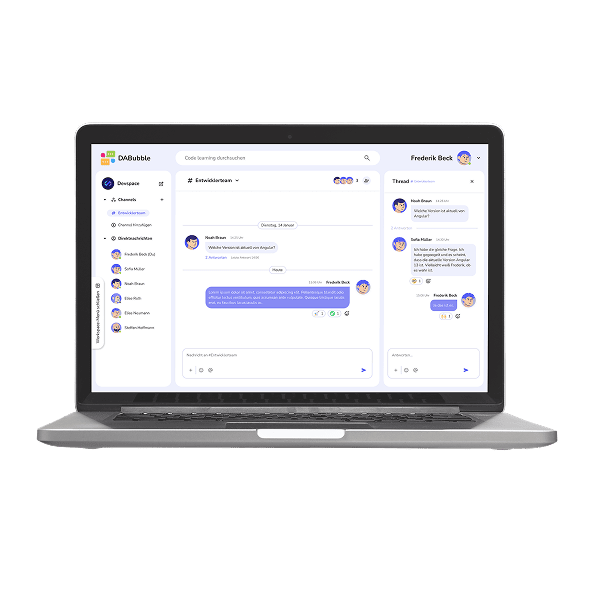 DABubble
Code learning durchsuchen
Frederik Beck
Devspace
Channels
# Entwicklerteam
Channel hinzufügen
Direktnachrichten
Frederik Beck (Du)
Sofia Müller
Noah Braun
Elise Roth
Elias Neumann
Steffen Hoffmann
Workspace-Menü schließen
# Entwicklerteam
3
Dienstag, 14 Januar
Noah Braun
Welche Version ist aktuell von Angular?
2 Antworten
Heute
Frederik Beck
1
1
Nachricht an #Entwicklerteam
Thread # Entwicklerteam
Noah Braun
Welche Version ist aktuell von
Angular?
2 Antworten
Sofia Müller
Ich habe die gleiche Frage. Ich
habe gegoogelt und es scheint,
dass die aktuelle Version Angular
13 ist. Vielleicht weiß Frederik, ob
es wahr ist.
Frederik Beck
Ja das ist es.
Antworten...